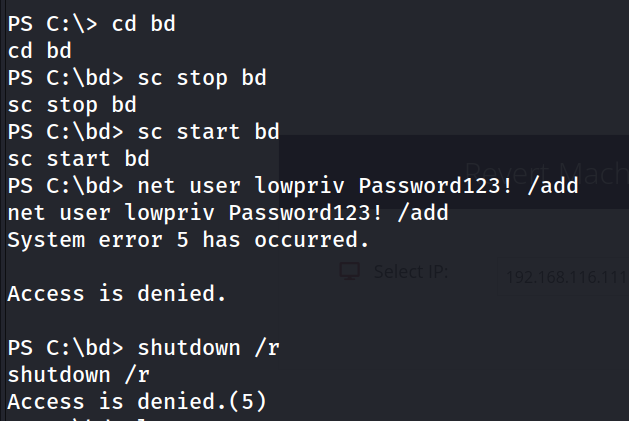 PS C:\> cd bd
cd bd
PS C:\bd> sc stop bd
sc stop bd
PS C:\bd> sc start bd
sc start bd
Revert Mach
PS C:\bd> net user lowpriv Password123! /add
net user lowpriv Password123! /add
System error 5 has occurred.
Select IP:
192.168.116.111
Access is denied.
PS C:\bd> shutdown /r
shutdown /r
Access is denied.(5)